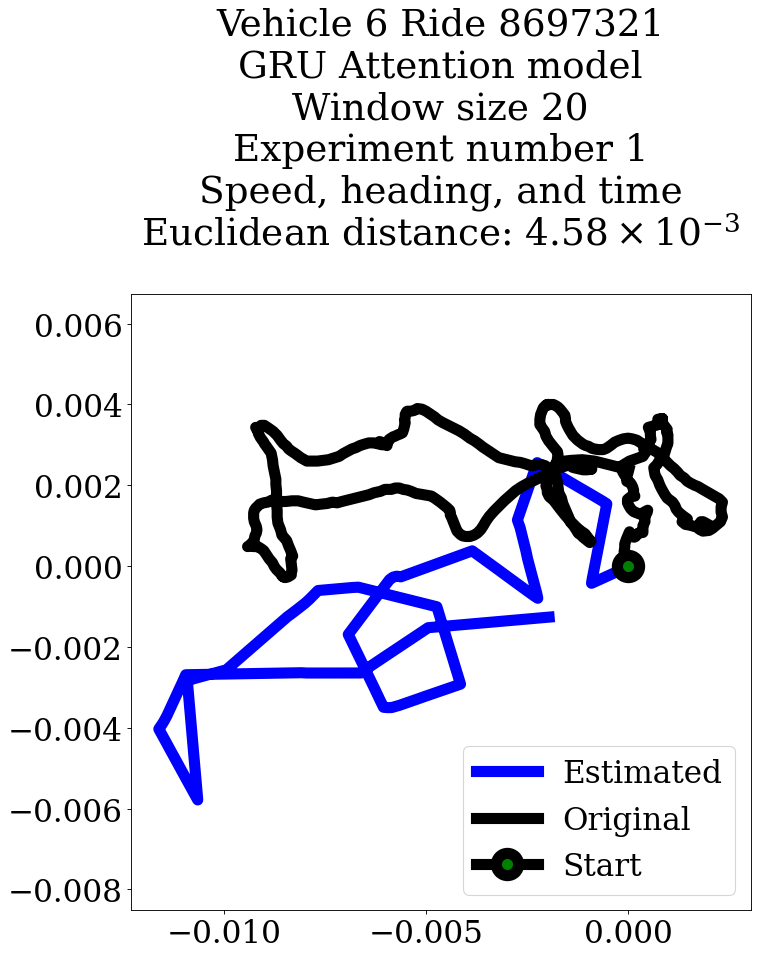 Vehicle 6 Ride 8697321
GRU Attention model
Window size 20
Experiment number 1
Speed, heading, and time
Euclidean distance: 4.58 × 10⁻³
0.006
0.004
0.002
0.000
−0.002
−0.004
−0.006
−0.008
Estimated
Original
Start
−0.010
−0.005
0.000